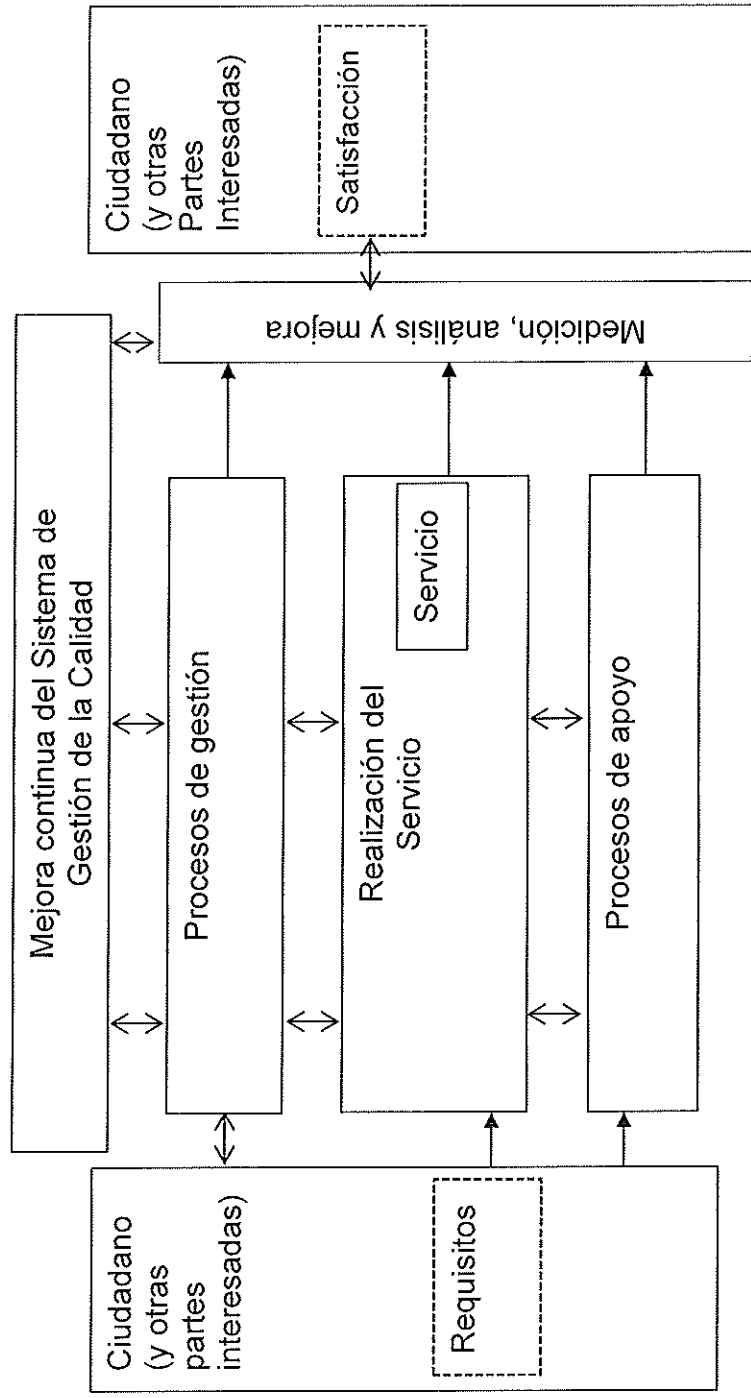 Mejora continua del Sistema de
Gestión de la Calidad
Ciudadano
(y otras
partes
interesadas)
Requisitos
Procesos de gestión
Realización del
Servicio
Servicio
Procesos de apoyo
Medición, análisis y mejora
Ciudadano
(y otras
Partes
Interesadas)
Satisfacción